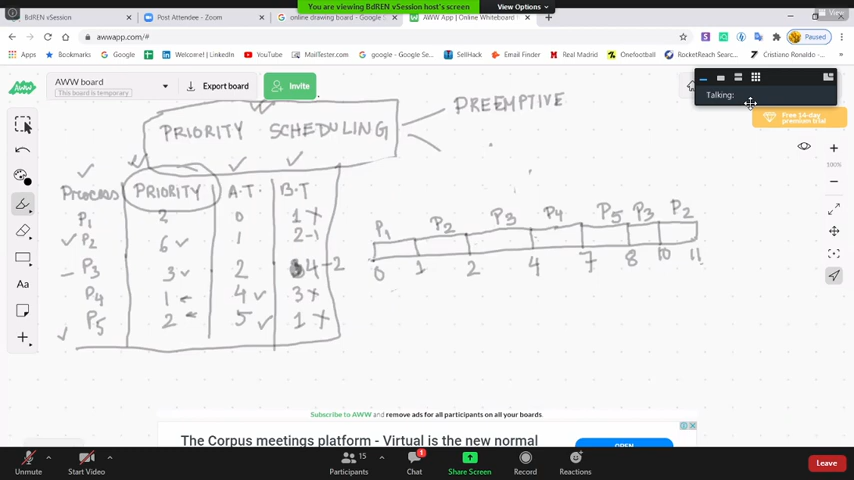 You are viewing BdREN vSession host's screen
View Options
View
BdREN vSession
Post Attendee - Zoom
online drawing board - Google S
AWW App | Online Whiteboard
awwapp.com/#
Paused
Apps
Bookmarks
Welcome! | LinkedIn
YouTube
MailTester.com
google - Google Se...
SellHack
Email Finder
Real Madrid
Onefootball
RocketReach Sear...
Cristiano Ronaldo -...
AWW board
This board is temporary
Export board
Invite
Talking:
Free 14-day
premium trial
100%
PREEMPTIVE
PRIORITY SCHEDULING
Process PRIORITY A.T. B.T
P1 2 0 1
P2 6 1 2-1
P3 3 2 4-2
P4 1 4 3
P5 2 5 1
P1 P2 P3 P4 P5 P3 P2
0 1 2 4 7 8 10 11
Aa
Subscribe to AWW and remove ads for all participants on all your boards.
The Corpus meetings platform - Virtual is the new normal
OPEN
Unmute
Start Video
Participants
15
Chat
1
Share Screen
Record
Reactions
Leave